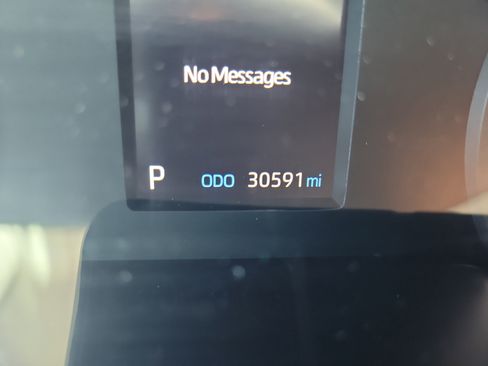 No Messages
P ODO 30591 mi